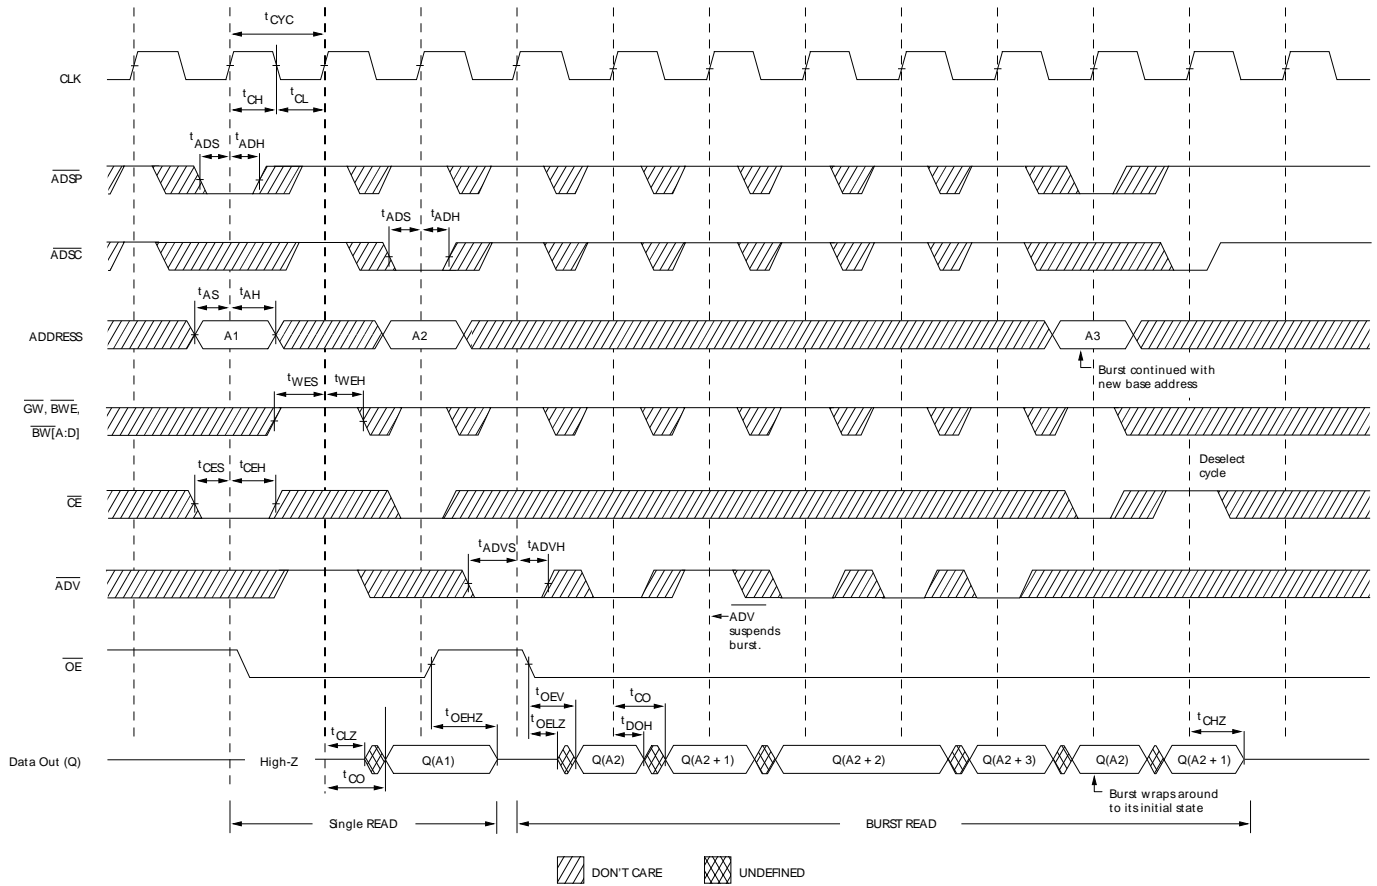 tCYC
CLK
tCH
tCL
tADS
tADH
ADSP
tADS
tADH
ADSC
tAS
tAH
ADDRESS
A1
A2
A3
Burst continued with
new base address
tWES
tWEH
GW, BWE,
BW[A:D]
Deselect
cycle
tCES
tCEH
CE
tADVS
tADVH
ADV
ADV
suspends
burst.
OE
tOEV
tCO
tOEHZ
tOELZ
tDOH
tCHZ
tCLZ
Data Out (Q)
High-Z
Q(A1)
Q(A2)
Q(A2 + 1)
Q(A2 + 2)
Q(A2 + 3)
Q(A2)
Q(A2 + 1)
tCO
Burst wraps around
to its initial state
Single READ
BURST READ
DON'T CARE
UNDEFINED